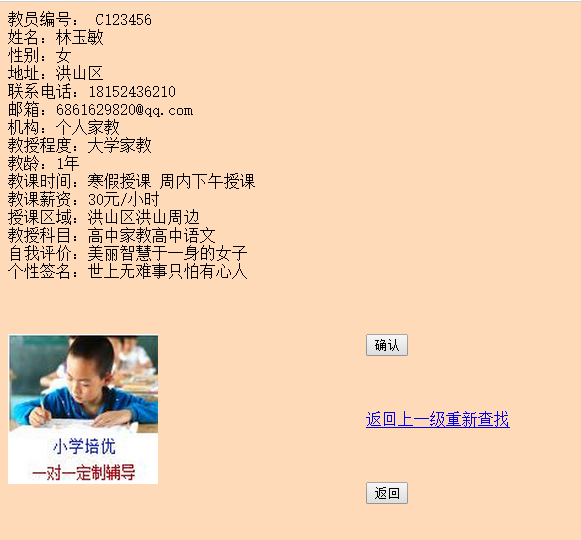 教员编号： C123456
姓名：林玉敏
性别：女
地址：洪山区
联系电话：18152436210
邮箱：6861629820@qq.com
机构：个人家教
教授程度：大学家教
教龄：1年
教课时间：寒假授课 周内下午授课
教课薪资：30元/小时
授课区域：洪山区洪山周边
教授科目：高中家教高中语文
自我评价：美丽智慧于一身的女子
个性签名：世上无难事只怕有心人
确认
返回上一级重新查找
小学培优
一对一定制辅导
返回